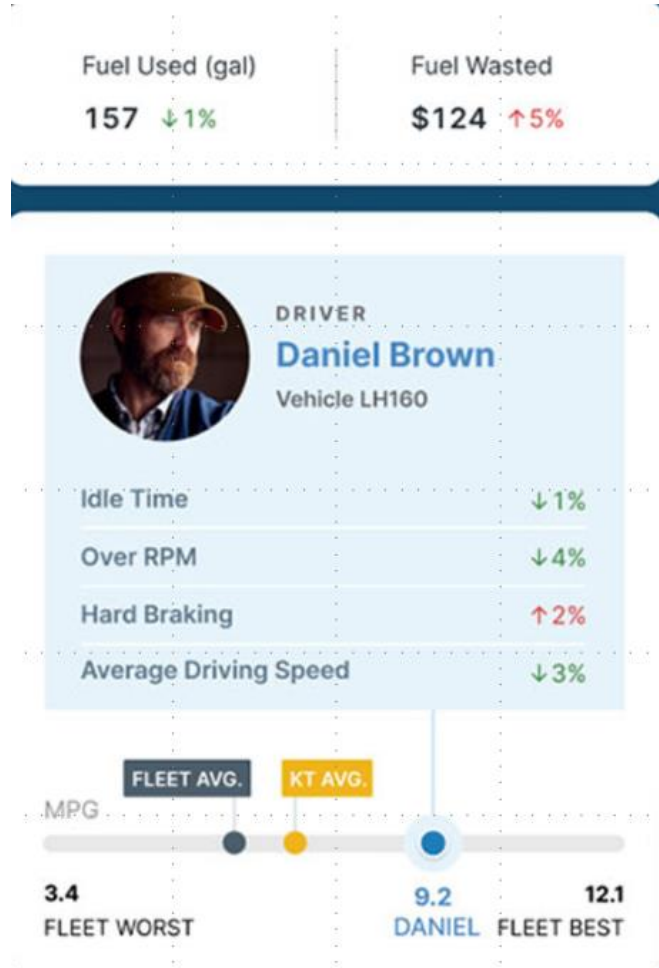 Fuel Used (gal)
157 ↓1%
Fuel Wasted
$124 ↑5%
DRIVER
Daniel Brown
Vehicle LH160
Idle Time ↓1%
Over RPM ↓4%
Hard Braking ↑2%
Average Driving Speed ↓3%
FLEET AVG. KT AVG.
MPG
3.4
FLEET WORST
9.2
DANIEL
12.1
FLEET BEST